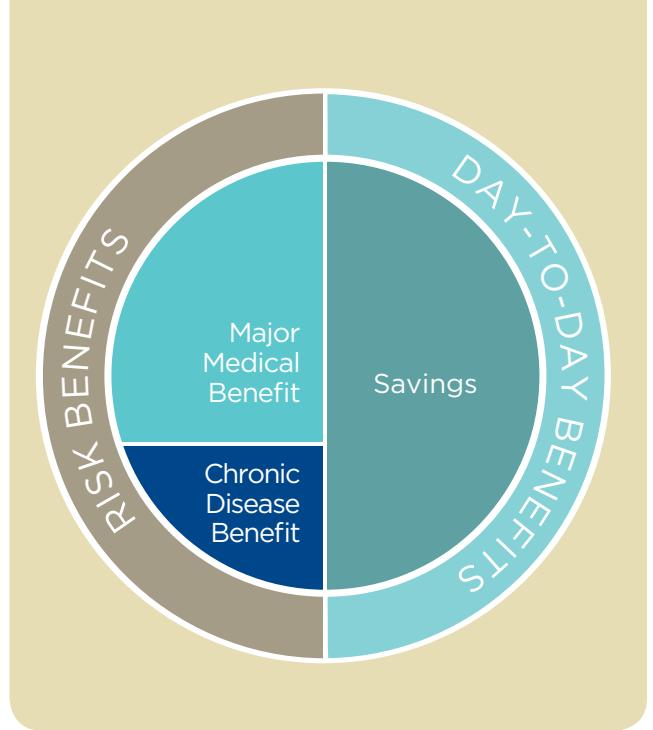 RISK BENEFITS
DAY-TO-DAY BENEFITS
Major
Medical
Benefit
Savings
Chronic
Disease
Benefit